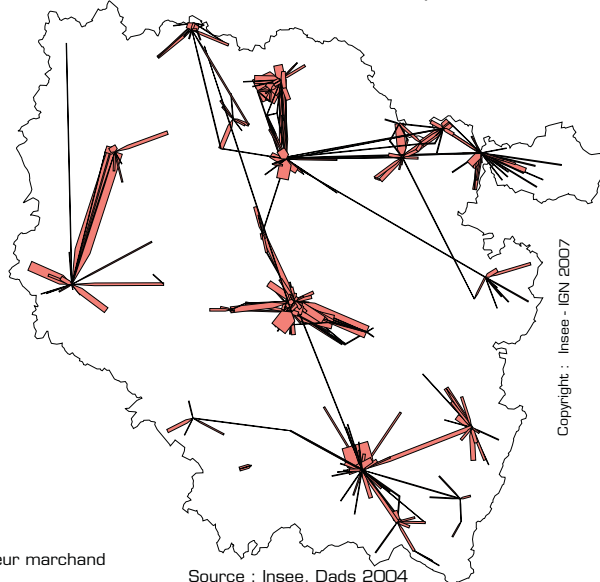 Copyright : Insee - IGN 2007
eur marchand
Source : Insee, Dads 2004